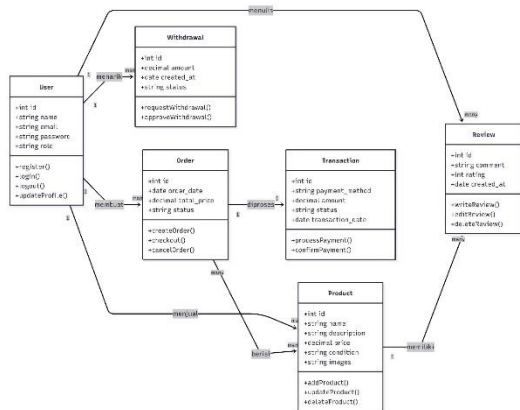 menulis
Withdrawal
+int id
+decimal amount
+date created_at
+string status
+requestWithdrawal()
+approveWithdrawal()
menarik
User
+int id
+string name
+string email
+string password
+string role
+register()
+login()
+logout()
+updateProfile()
membuat
Order
+int id
+date order_date
+decimal total_price
+string status
+createOrder()
+checkout()
+cancelOrder()
diproses
Transaction
+int id
+string payment_method
+decimal amount
+string status
+date transaction_date
+processPayment()
+confirmPayment()
Review
+int id
+string comment
+int rating
+date created_at
+writeReview()
+editReview()
+deleteReview()
menjual
berisi
Product
+int id
+string name
+string description
+decimal price
+string condition
+string images
+addProduct()
+updateProduct()
+deleteProduct()
memiliki